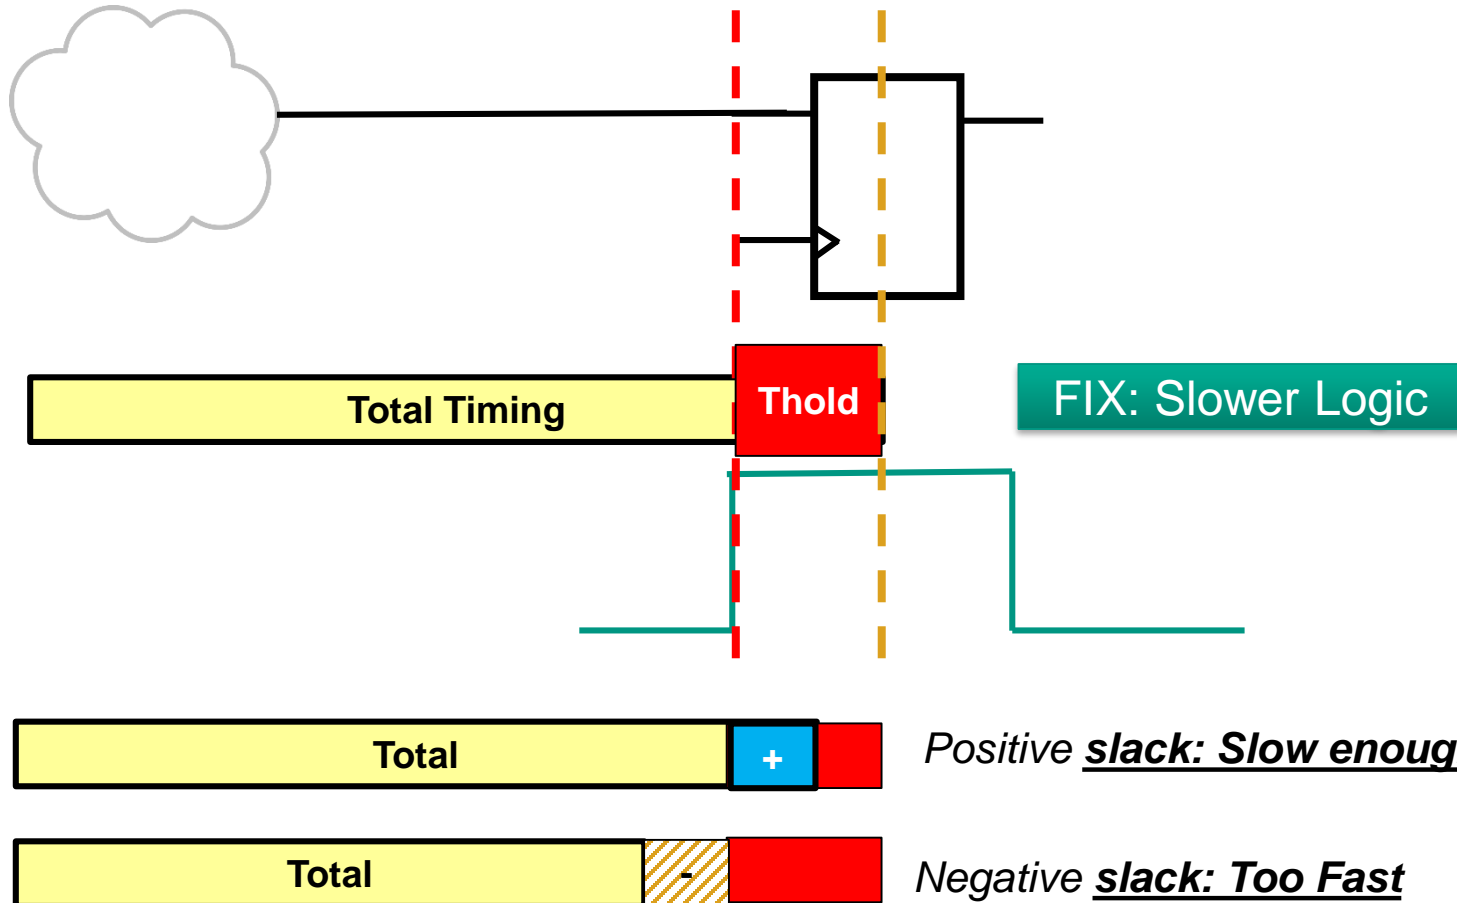 Total Timing
Thold
FIX: Slower Logic
Total
+
Positive slack: Slow enoug
Total
-
Negative slack: Too Fast